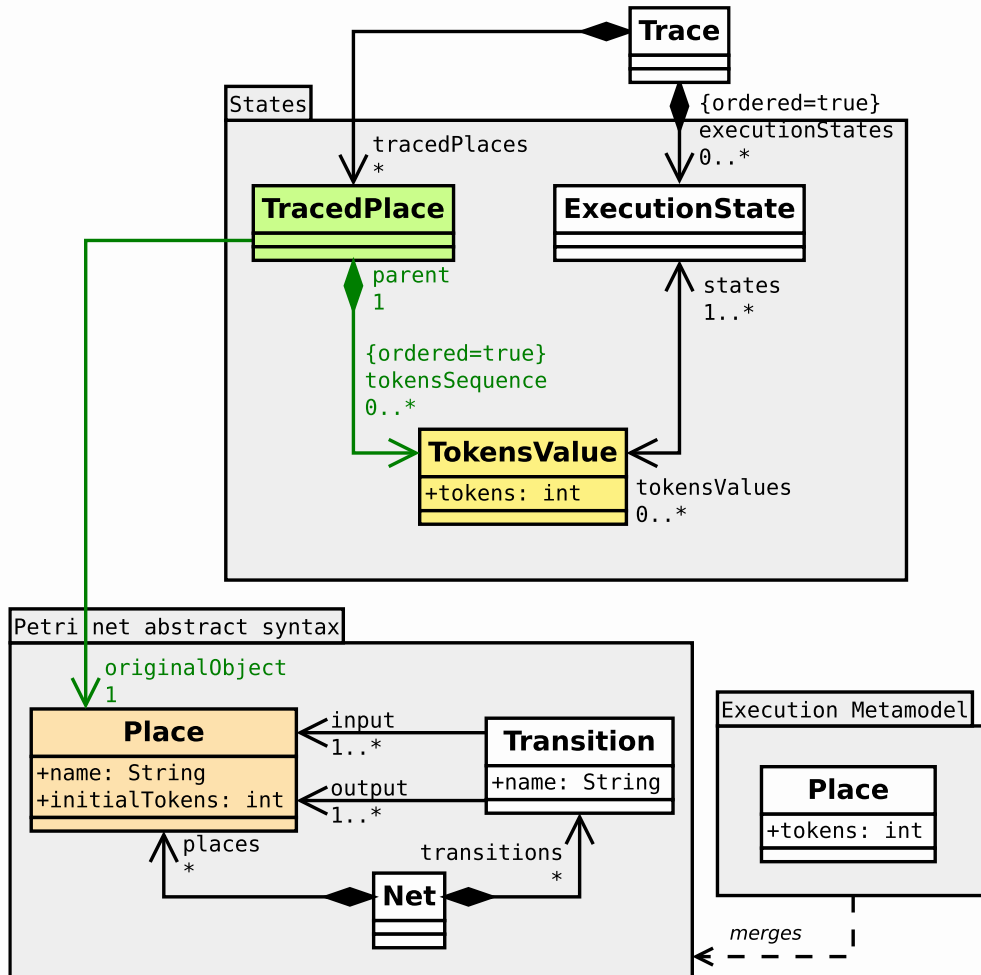 Trace
{ordered=true}
executionStates
0..*
States
tracedPlaces
*
TracedPlace
ExecutionState
parent
1
states
1..*
{ordered=true}
tokensSequence
0..*
TokensValue
+tokens: int
tokensValues
0..*
Petri net abstract syntax
originalObject
1
Place
+name: String
+initialTokens: int
input
1..*
output
1..*
Transition
+name: String
places
*
transitions
*
Net
Execution Metamodel
Place
+tokens: int
merges